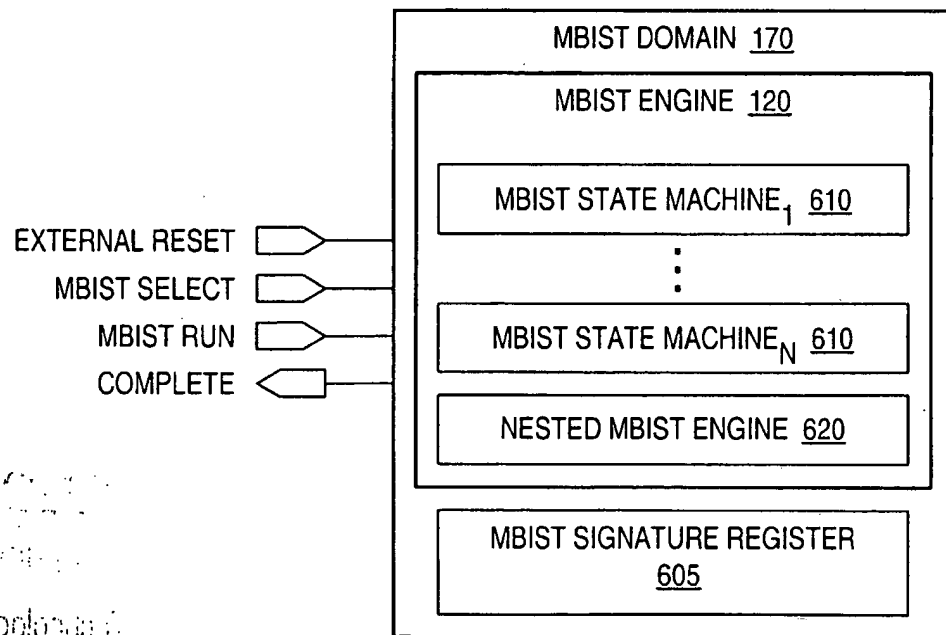 MBIST DOMAIN 170
MBIST ENGINE 120
MBIST STATE MACHINE1 610
EXTERNAL RESET
MBIST SELECT
MBIST RUN
MBIST STATE MACHINEN 610
COMPLETE
NESTED MBIST ENGINE 620
MBIST SIGNATURE REGISTER
605